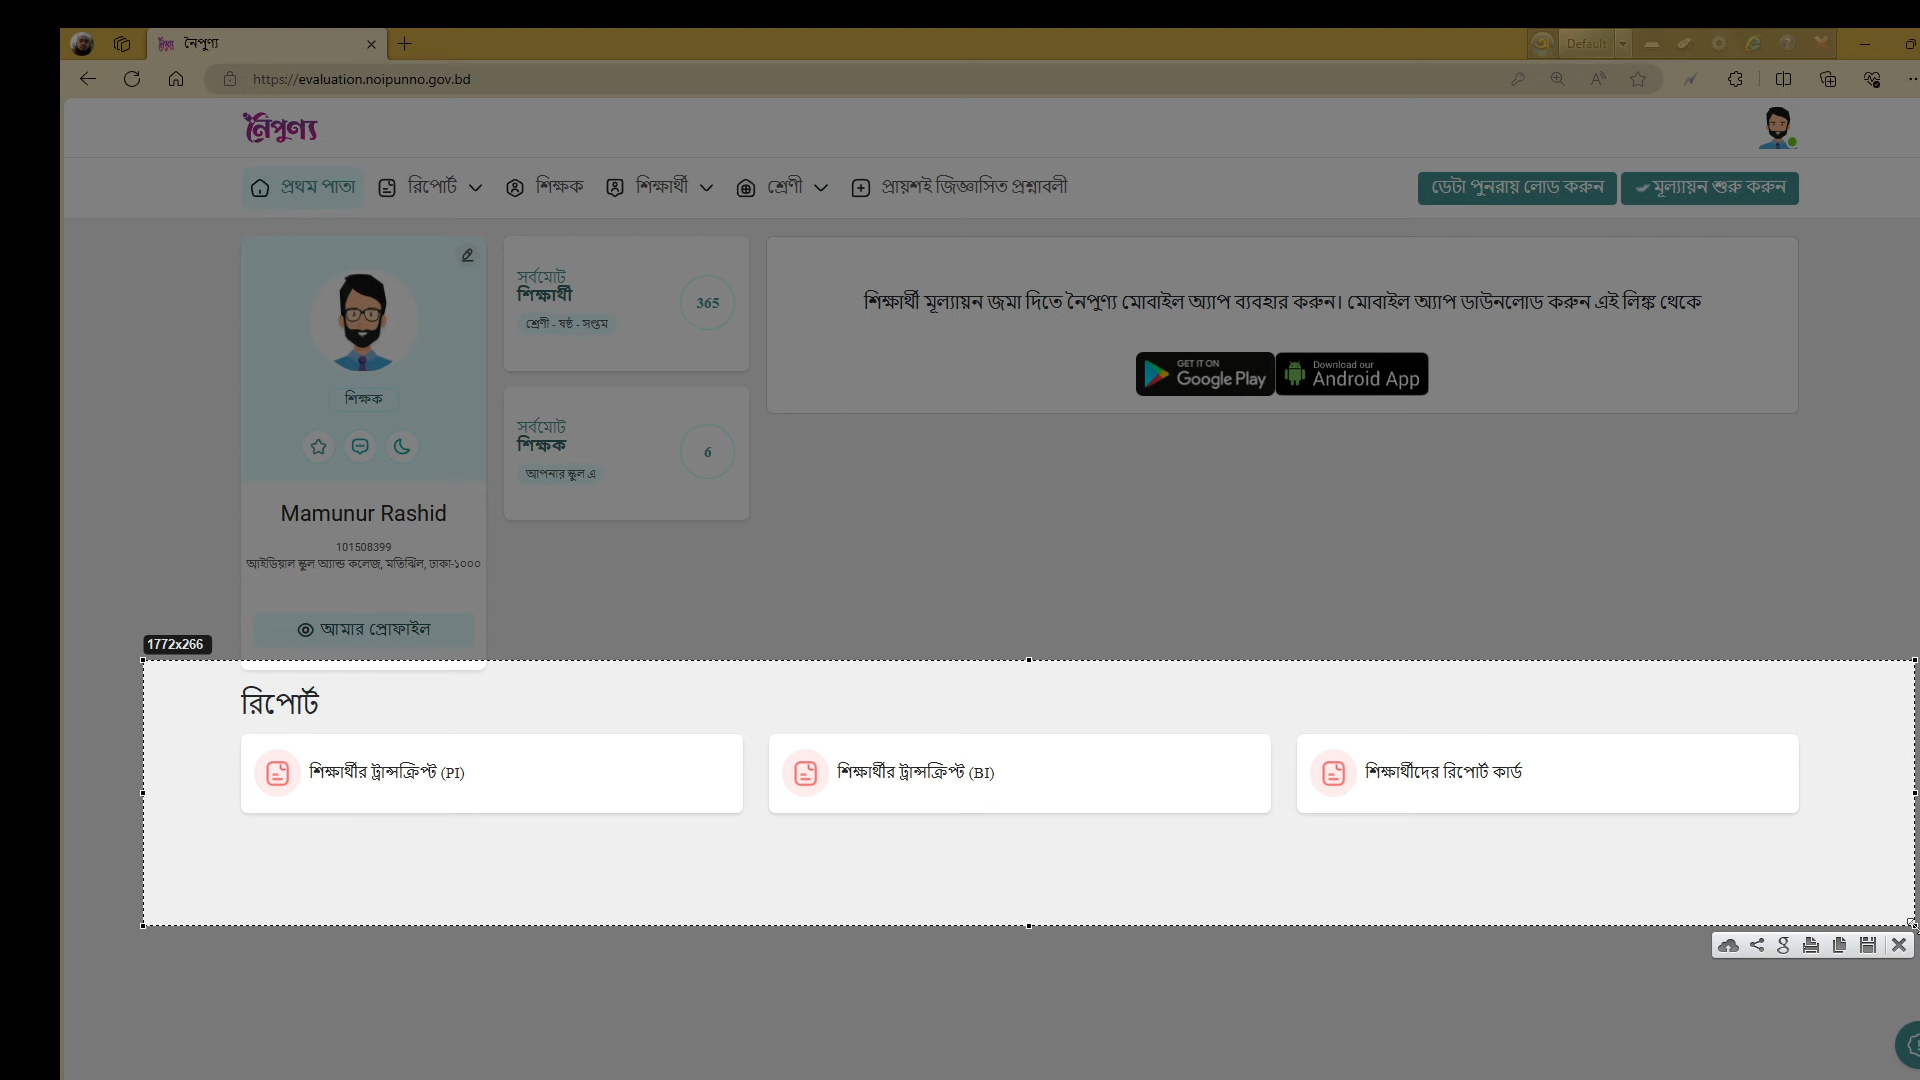 নৈপুণ্য
Default
https://evaluation.noipunno.gov.bd
নৈপুণ্য
প্রথম পাতা
রিপোর্ট
শিক্ষক
শিক্ষার্থী
শ্রেণী
প্রায়শই জিজ্ঞাসিত প্রশ্নাবলী
ডেটা পুনরায় লোড করুন
মূল্যায়ন শুরু করুন
শিক্ষক
Mamunur Rashid
101508399
আইডিয়াল স্কুল অ্যান্ড কলেজ, মতিঝিল, ঢাকা-১০০০
আমার প্রোফাইল
সর্বমোট
শিক্ষার্থী
শ্রেণী - ষষ্ঠ - সপ্তম
365
সর্বমোট
শিক্ষক
আপনার স্কুল এ
6
শিক্ষার্থী মূল্যায়ন জমা দিতে নৈপুণ্য মোবাইল অ্যাপ ব্যবহার করুন। মোবাইল অ্যাপ ডাউনলোড করুন এই লিঙ্ক থেকে
GET IT ON
Google Play
Download our
Android App
1772x266
রিপোর্ট
শিক্ষার্থীর ট্রান্সক্রিপ্ট (PI)
শিক্ষার্থীর ট্রান্সক্রিপ্ট (BI)
শিক্ষার্থীদের রিপোর্ট কার্ড